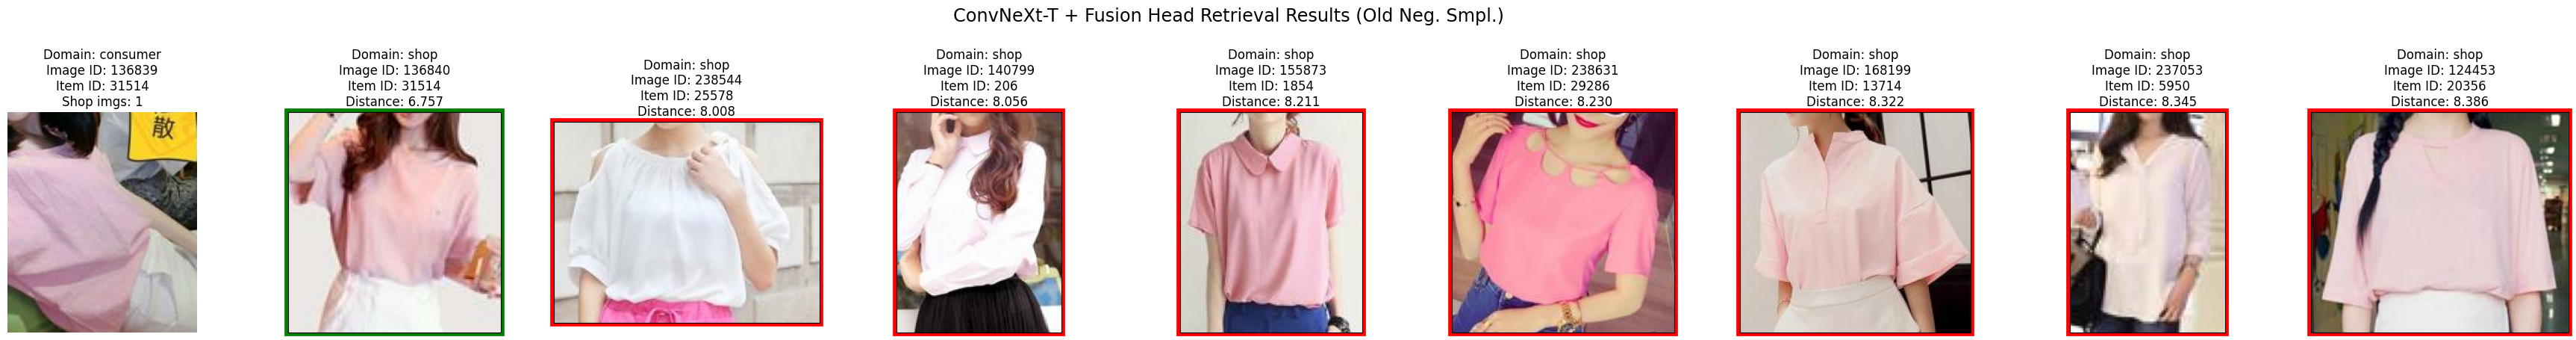 ConvNeXt-T + Fusion Head Retrieval Results (Old Neg. Smpl.)
Domain: consumer
Image ID: 136839
Item ID: 31514
Shop imgs: 1
Domain: shop
Image ID: 136840
Item ID: 31514
Distance: 6.757
Domain: shop
Image ID: 238544
Item ID: 25578
Distance: 8.008
Domain: shop
Image ID: 140799
Item ID: 206
Distance: 8.056
Domain: shop
Image ID: 155873
Item ID: 1854
Distance: 8.211
Domain: shop
Image ID: 238631
Item ID: 29286
Distance: 8.230
Domain: shop
Image ID: 168199
Item ID: 13714
Distance: 8.322
Domain: shop
Image ID: 237053
Item ID: 5950
Distance: 8.345
Domain: shop
Image ID: 124453
Item ID: 20356
Distance: 8.386
散